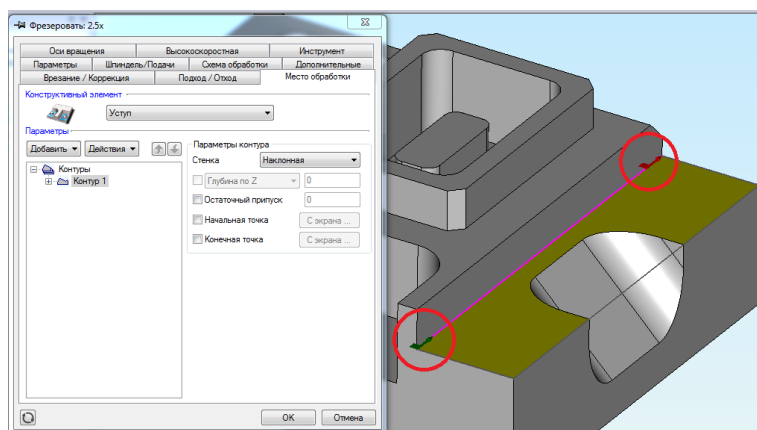 Фрезеровать: 2.5x
Оси вращения Высокоскоростная Инструмент
Параметры Шпиндель/Подачи Схема обработки Дополнительные
Врезание / Коррекция Подход / Отход Место обработки
Конструктивный элемент
Уступ
Параметры
Добавить Действия
Контуры
Контур 1
Параметры контура
Стенка Наклонная
Глубина по Z 0
Остаточный припуск 0
Начальная точка С экрана ...
Конечная точка С экрана ...
OK Отмена